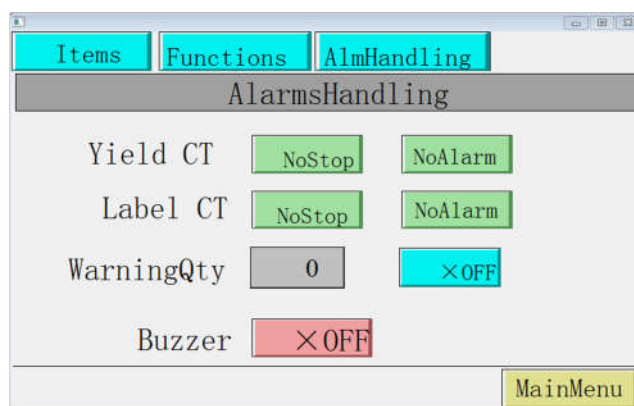 Items Functions AlmHandling
AlarmsHandling
Yield CT NoStop NoAlarm
Label CT NoStop NoAlarm
WarningQty 0 ×OFF
Buzzer ×OFF
MainMenu